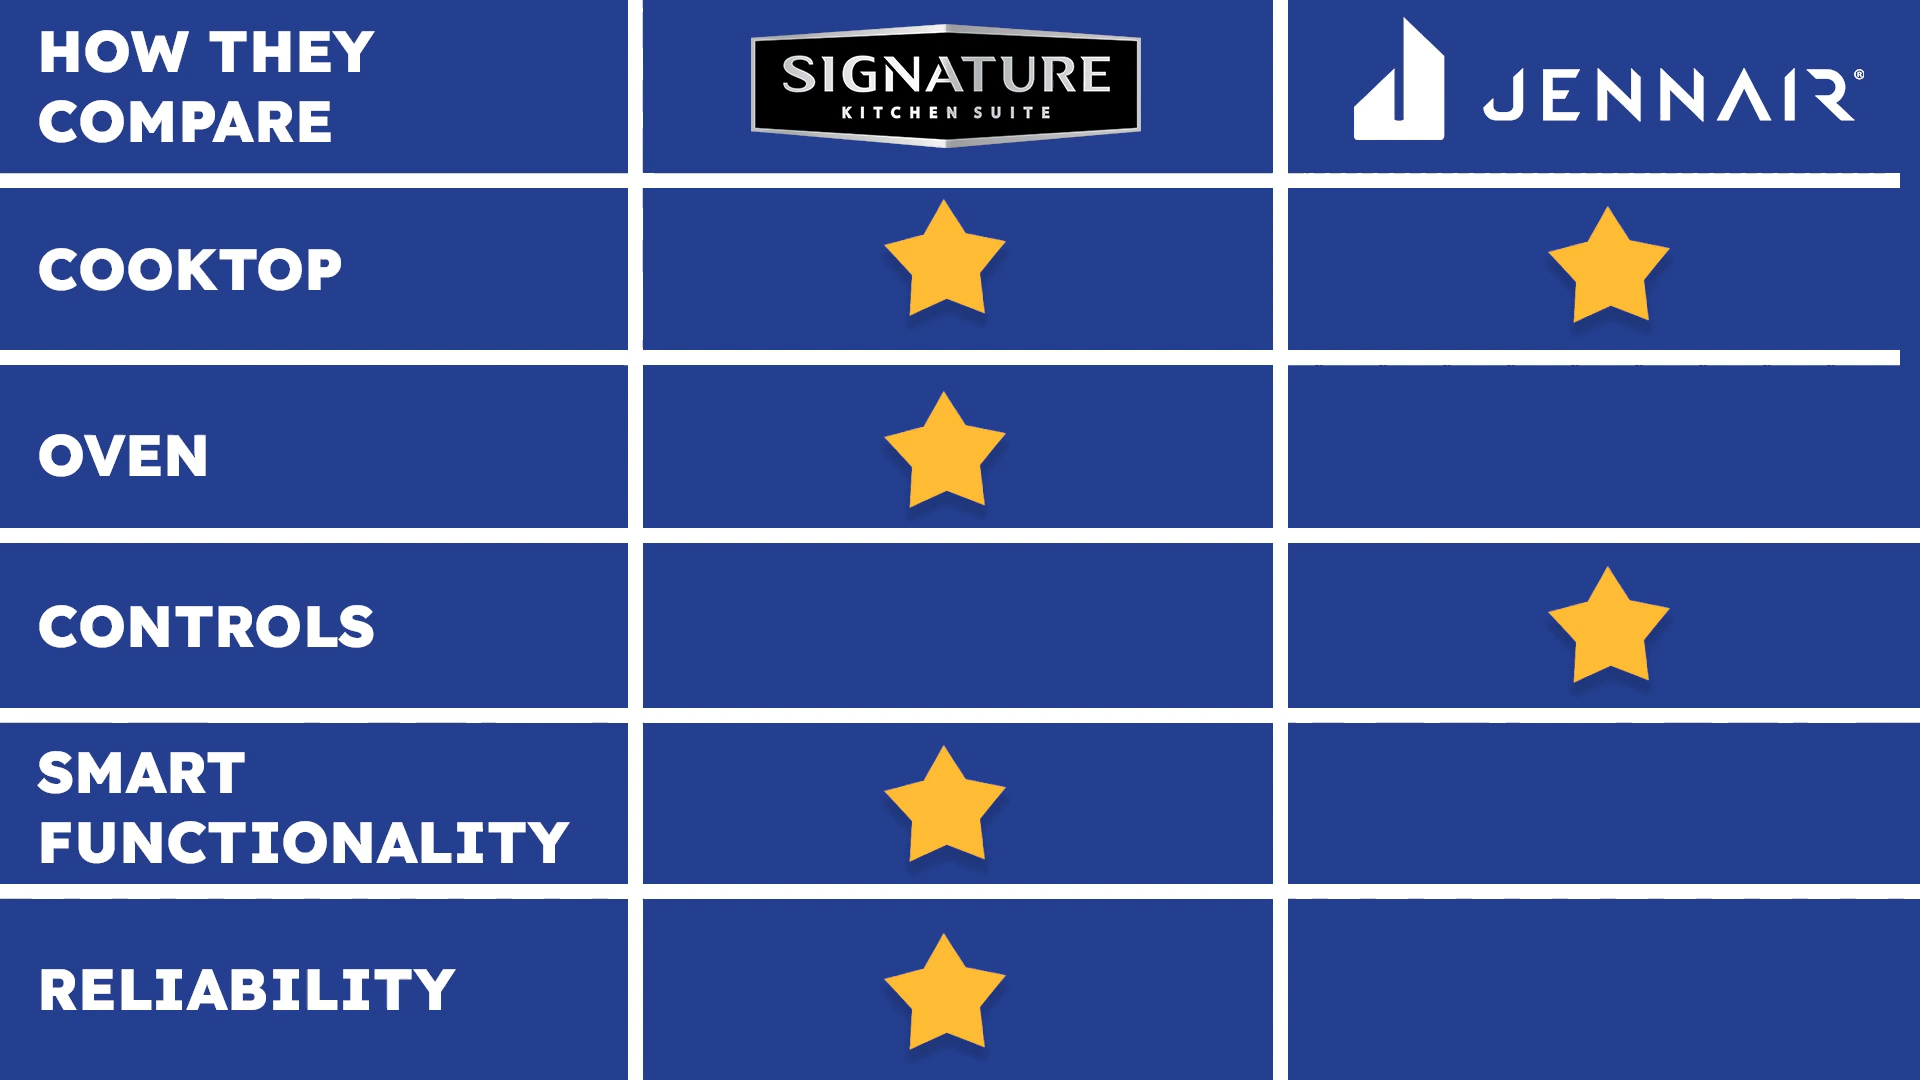 HOW THEY
COMPARE
SIGNATURE
KITCHEN SUITE
JENNAIR®
COOKTOP
OVEN
CONTROLS
SMART
FUNCTIONALITY
RELIABILITY